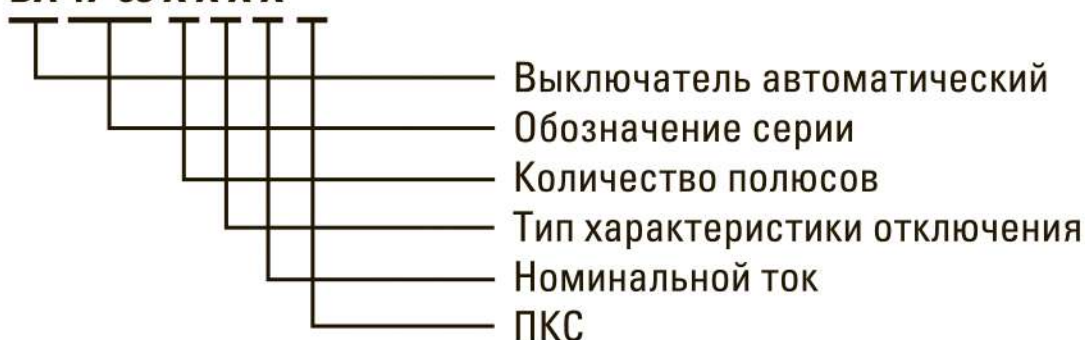 Выключатель автоматический
Обозначение серии
Количество полюсов
Тип характеристики отключения
Номинальной ток
ПКС